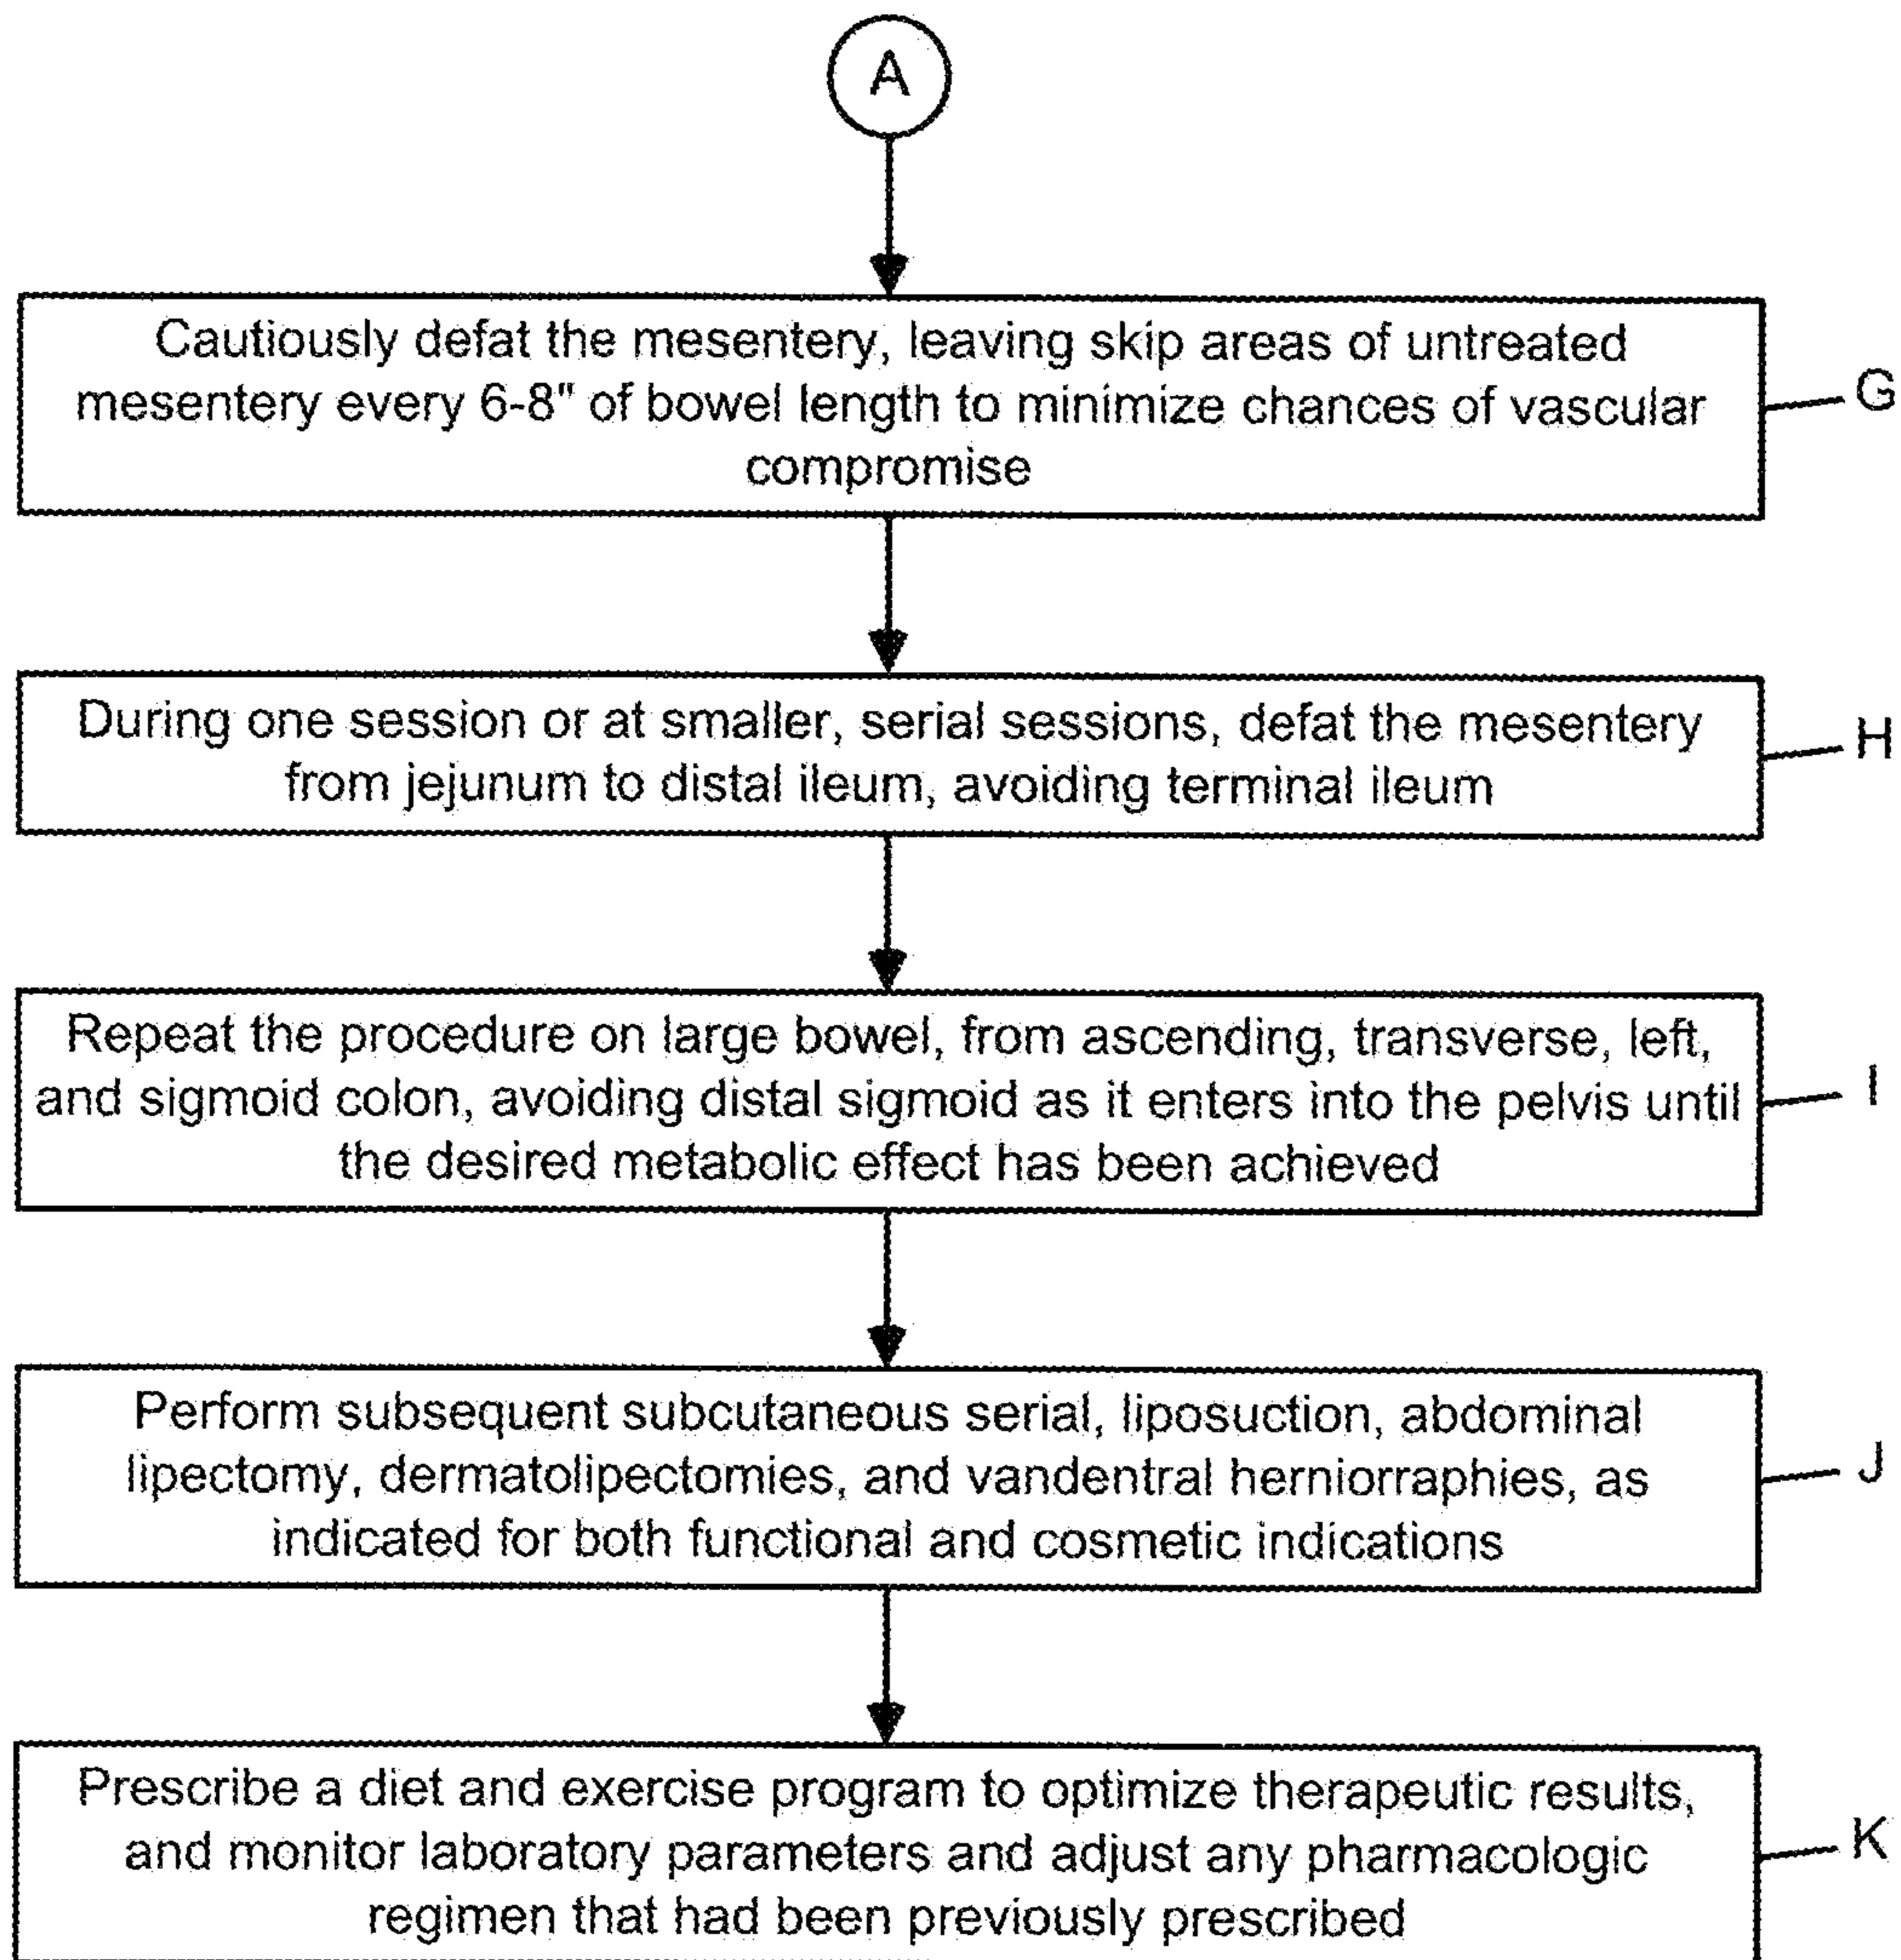 A
Cautiously defat the mesentery, leaving skip areas of untreated
mesentery every 6-8" of bowel length to minimize chances of vascular
compromise
G
During one session or at smaller, serial sessions, defat the mesentery
from jejunum to distal ileum, avoiding terminal ileum
H
Repeat the procedure on large bowel, from ascending, transverse, left,
and sigmoid colon, avoiding distal sigmoid as it enters into the pelvis until
the desired metabolic effect has been achieved
I
Perform subsequent subcutaneous serial, liposuction, abdominal
lipectomy, dermatolipectomies, and vandentral herniorraphies, as
indicated for both functional and cosmetic indications
J
Prescribe a diet and exercise program to optimize therapeutic results,
and monitor laboratory parameters and adjust any pharmacologic
regimen that had been previously prescribed
K